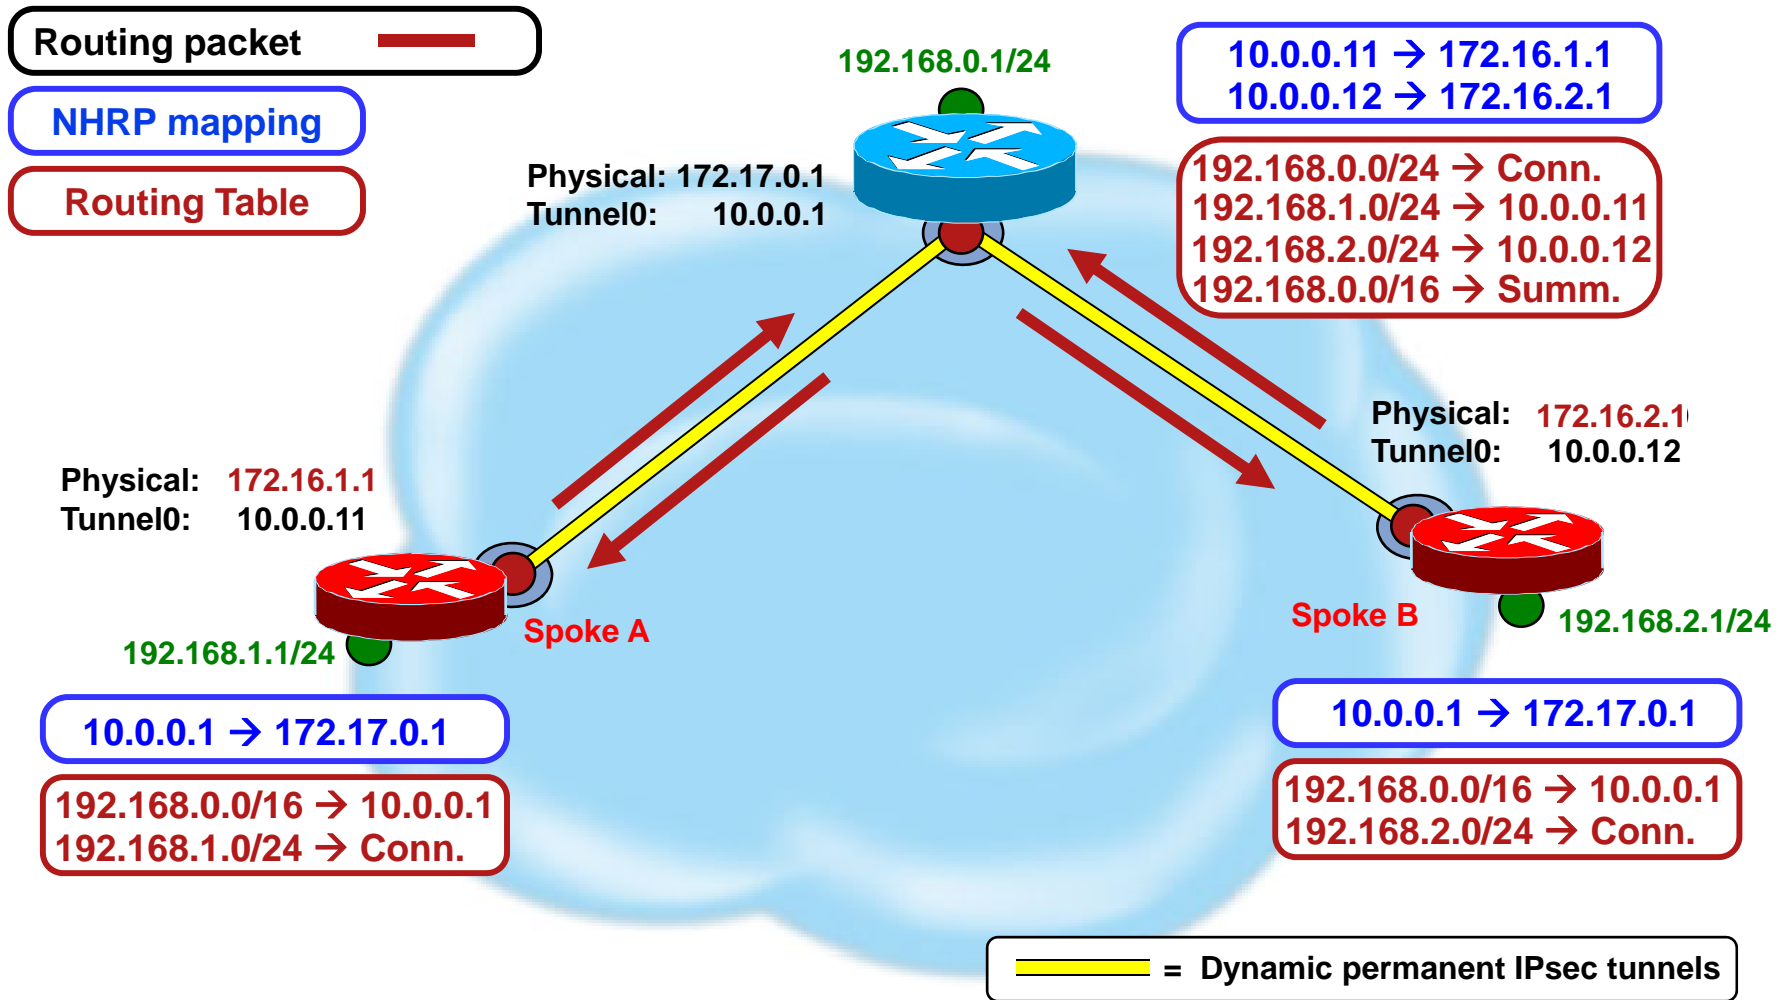 Routing packet
NHRP mapping
Routing Table
192.168.0.1/24
Physical: 172.17.0.1
Tunnel0: 10.0.0.1
10.0.0.11 → 172.16.1.1
10.0.0.12 → 172.16.2.1
192.168.0.0/24 → Conn.
192.168.1.0/24 → 10.0.0.11
192.168.2.0/24 → 10.0.0.12
192.168.0.0/16 → Summ.
Physical: 172.16.2.1
Tunnel0: 10.0.0.12
Physical: 172.16.1.1
Tunnel0: 10.0.0.11
Spoke A
192.168.1.1/24
Spoke B
192.168.2.1/24
10.0.0.1 → 172.17.0.1
192.168.0.0/16 → 10.0.0.1
192.168.1.0/24 → Conn.
10.0.0.1 → 172.17.0.1
192.168.0.0/16 → 10.0.0.1
192.168.2.0/24 → Conn.
= Dynamic permanent IPsec tunnels